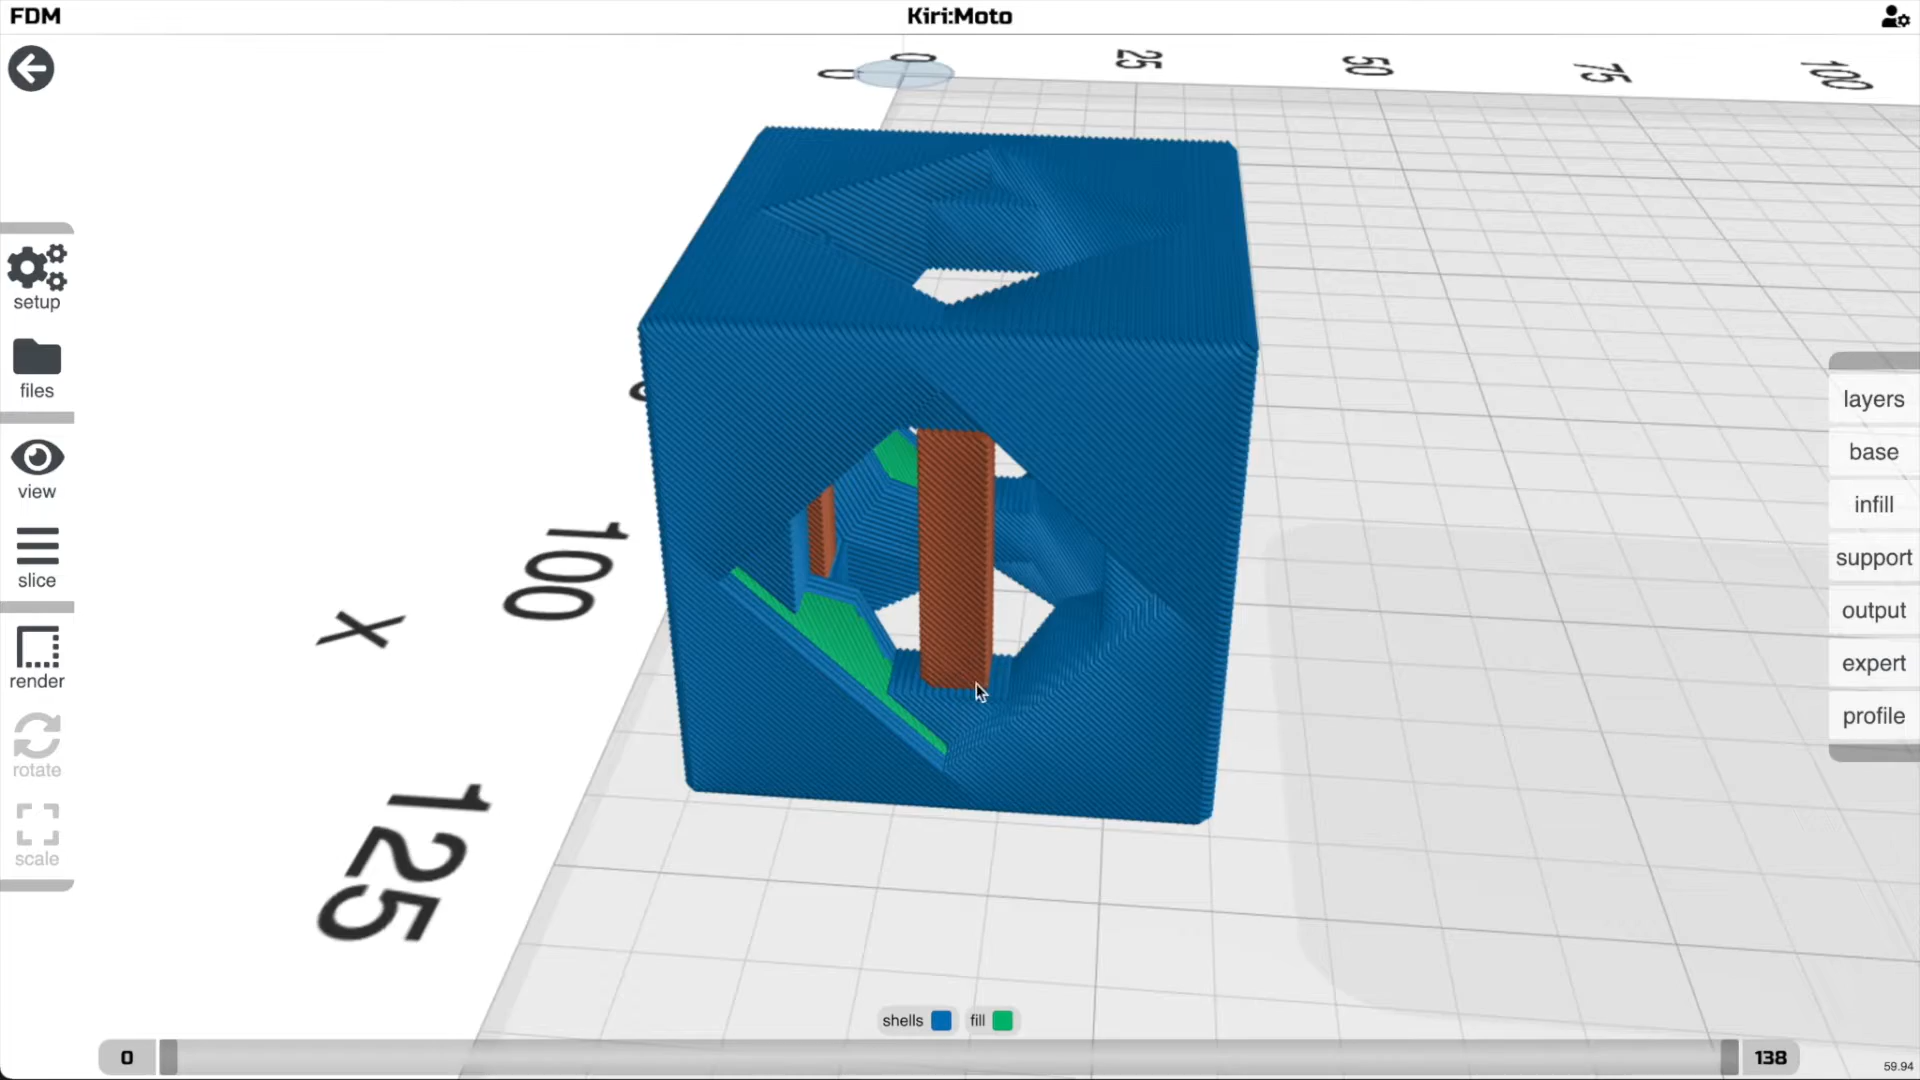 FDM
Kiri:Moto
0
0
25
50
75
100
setup
files
view
slice
render
rotate
scale
100
X
125
layers
base
infill
support
output
expert
profile
shells
fill
0
138
59.94